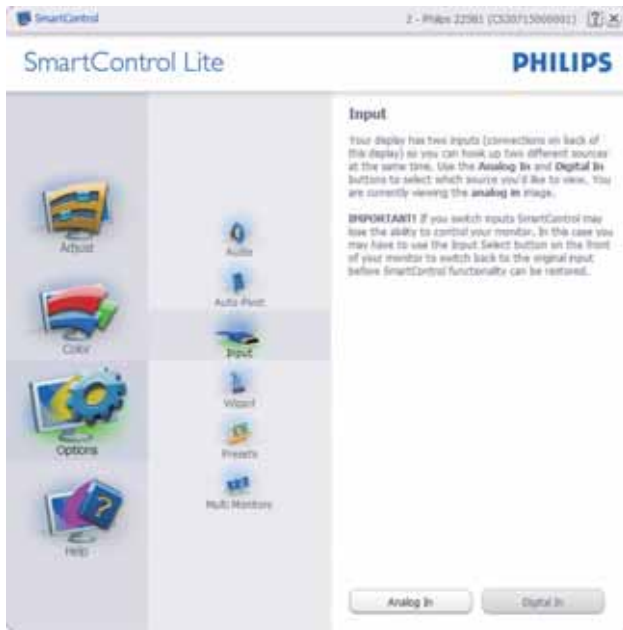 SmartControl
SmartControl Lite
PHILIPS
Adjust
Color
Options
Help
Audio
Auto Pivot
Input
Wizard
Presets
Multi Monitors
Input
Your display has two inputs (connections on back of
this display) so you can hook up two different sources
at the same time. Use the Analog In and Digital In
buttons to select which source you'd like to view. You
are currently viewing the analog in image.
IMPORTANT! If you switch inputs SmartControl may
lose the ability to control your monitor. In this case you
may have to use the Input Select button on the front
of your monitor to switch back to the original input
before SmartControl functionality can be restored.
Analog In
Digital In